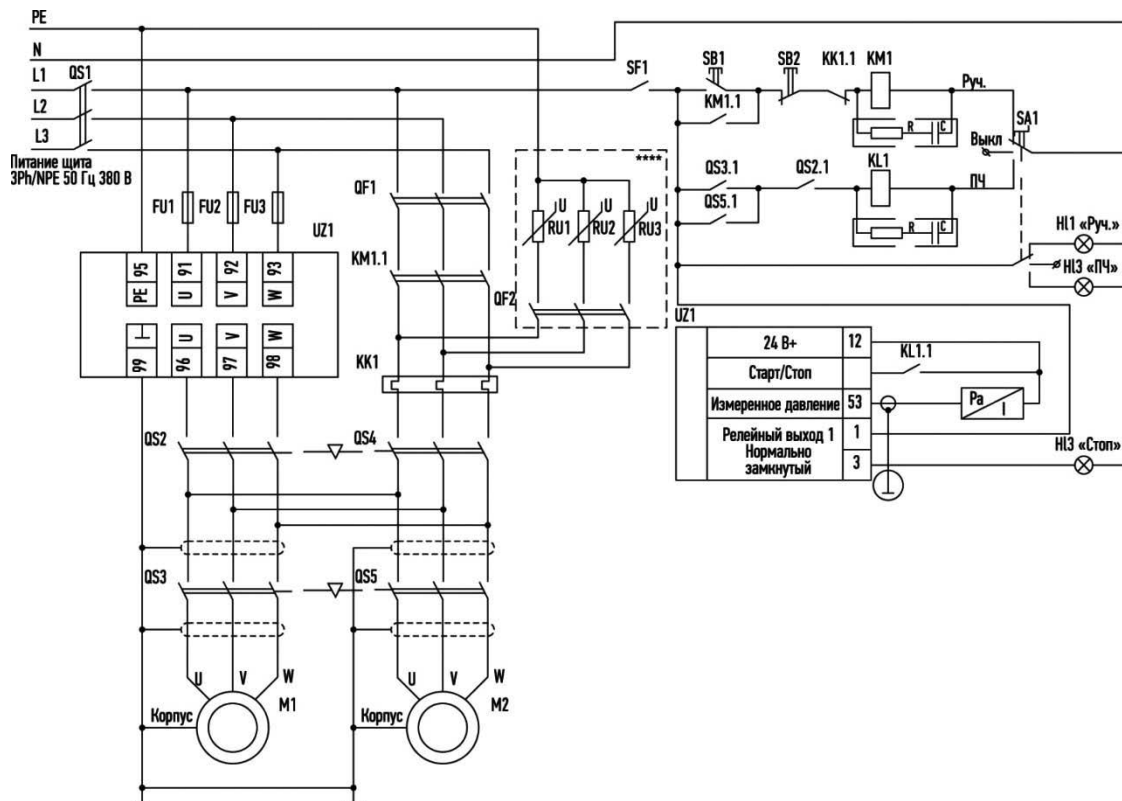 PE
N
L1
QS1
L2
L3
Питание щита
3Ph/NPE 50 Гц 380 В
FU1
FU2
FU3
UZ1
PE 95
U 91
V 92
W 93
99
96 U
97 V
98 W
QF1
KM1.1
KK1
QF2
****
U
RU1
U
RU2
U
RU3
SF1
SB1
SB2
KK1.1
KM1
Руч.
KM1.1
R
C
SA1
Выкл
QS3.1
QS2.1
KL1
ПЧ
QS5.1
R
C
Hl1 «Руч.»
Hl3 «ПЧ»
UZ1
24 В+ 12
Старт/Стоп
KL1.1
Измеренное давление 53
Pa
I
Релейный выход 1 1
Нормально
замкнутый 3
Hl3 «Стоп»
QS2
QS4
QS3
QS5
U
V
W
M1
Корпус
U
V
W
M2
Корпус